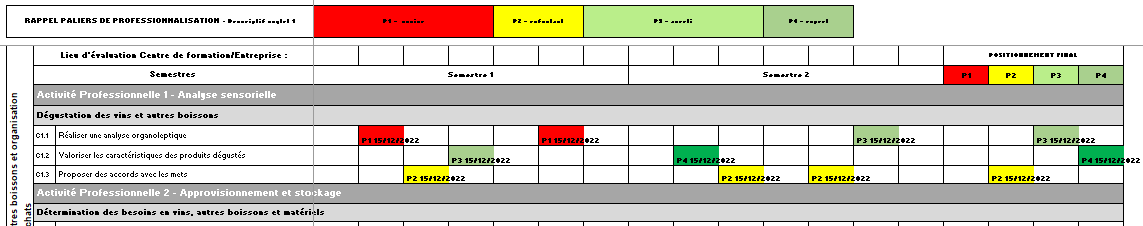 RAPPEL PALIERS DE PROFESSIONNALISATION - Descriptif onglet 1
P1 - novice
P2 - débutant
P3 - averti
P4 - expert
Lieu d'évaluation Centre de formation/Entreprise :
POSITIONNEMENT FINAL
Semestres
Semestre 1
Semestre 2
P1
P2
P3
P4
Activité Professionnelle 1 - Analyse sensorielle
Dégustation des vins et autres boissons
C1.1 Réaliser une analyse organoleptique P1 15/12/2022 P1 15/12/2022 P3 15/12/2022 P3 15/12/2022
C1.2 Valoriser les caractéristiques des produits dégustés P3 15/12/2022 P4 15/12/2022 P4 15/12/2022
C1.3 Proposer des accords avec les mets P2 15/12/2022 P2 15/12/2022 P2 15/12/2022 P2 15/12/2022
Activité Professionnelle 2 - Approvisionnement et stockage
Détermination des besoins en vins, autres boissons et matériels
tres boissons et organisation
chats